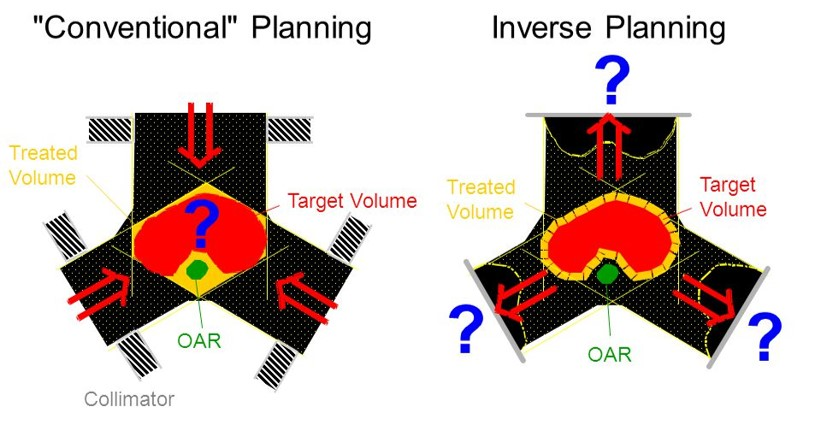 "Conventional" Planning
Inverse Planning
?
Treated
Volume
Target Volume
?
OAR
Collimator
Treated
Volume
Target
Volume
?
?
OAR